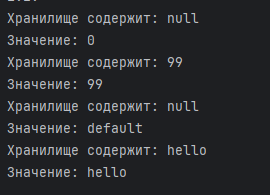 Хранилище содержит: null
Значение: 0
Хранилище содержит: 99
Значение: 99
Хранилище содержит: null
Значение: default
Хранилище содержит: hello
Значение: hello